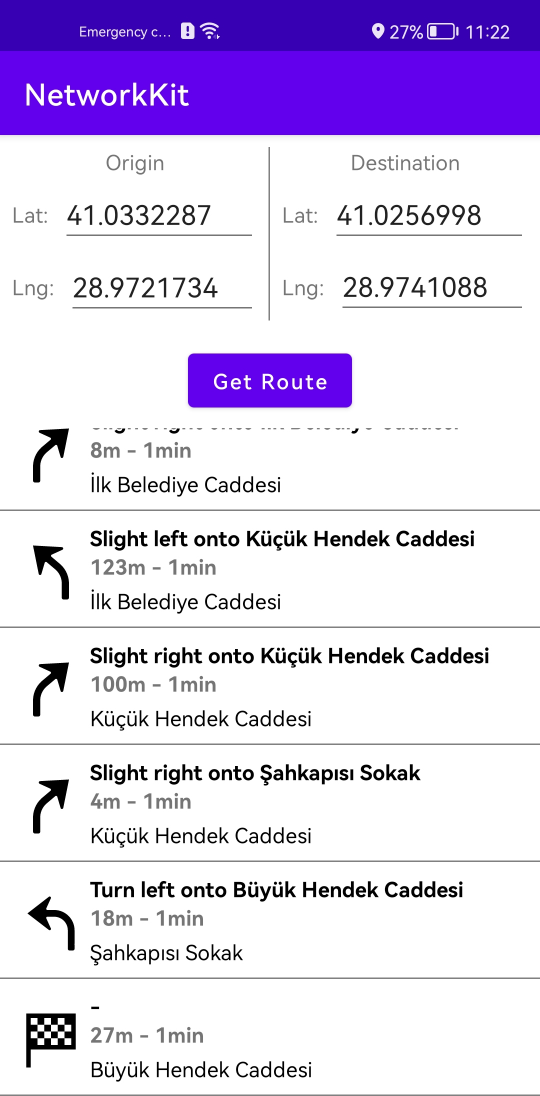 Emergency c...
27%
11:22
NetworkKit
Origin
Destination
Lat:
41.0332287
Lat:
41.0256998
Lng:
28.9721734
Lng:
28.9741088
Get Route
8m - 1min
İlk Belediye Caddesi
Slight left onto Küçük Hendek Caddesi
123m - 1min
İlk Belediye Caddesi
Slight right onto Küçük Hendek Caddesi
100m - 1min
Küçük Hendek Caddesi
Slight right onto Şahkapısı Sokak
4m - 1min
Küçük Hendek Caddesi
Turn left onto Büyük Hendek Caddesi
18m - 1min
Şahkapısı Sokak
-
27m - 1min
Büyük Hendek Caddesi